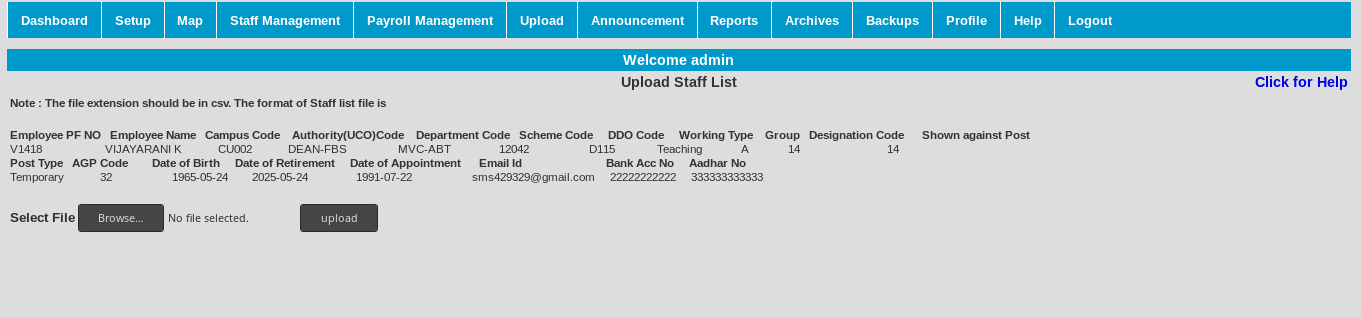 Dashboard Setup Map Staff Management Payroll Management Upload Announcement Reports Archives Backups Profile Help Logout
Welcome admin
Upload Staff List Click for Help
Note : The file extension should be in csv. The format of Staff list file is
Employee PF NO Employee Name Campus Code Authority(UCO)Code Department Code Scheme Code DDO Code Working Type Group Designation Code Shown against Post
V1418 VIJAYARANI K CU002 DEAN-FBS MVC-ABT 12042 D115 Teaching A 14 14
Post Type AGP Code Date of Birth Date of Retirement Date of Appointment Email Id Bank Acc No Aadhar No
Temporary 32 1965-05-24 2025-05-24 1991-07-22 sms429329@gmail.com 22222222222 333333333333
Select File Browse... No file selected. upload